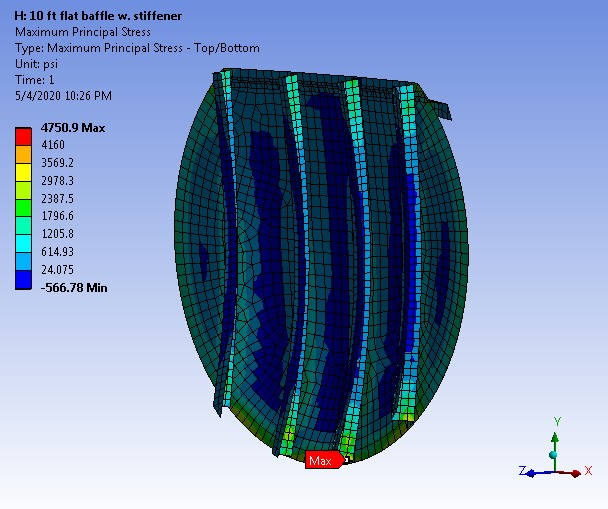 H: 10 ft flat baffle w. stiffener
Maximum Principal Stress
Type: Maximum Principal Stress - Top/Bottom
Unit: psi
Time: 1
5/4/2020 10:26 PM
4750.9 Max
4160
3569.2
2978.3
2387.5
1796.6
1205.8
614.93
24.075
-566.78 Min
Max
Y
Z
X